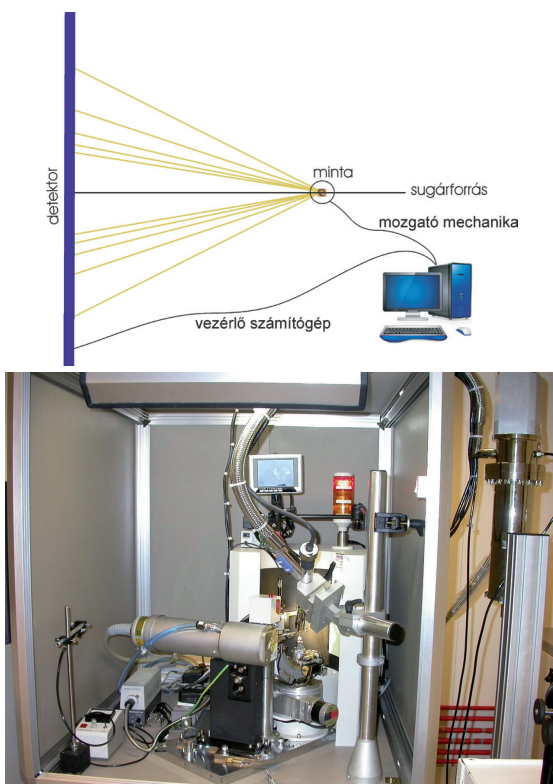 minta
sugárforrás
detektor
mozgató mechanika
vezérlő számítógép